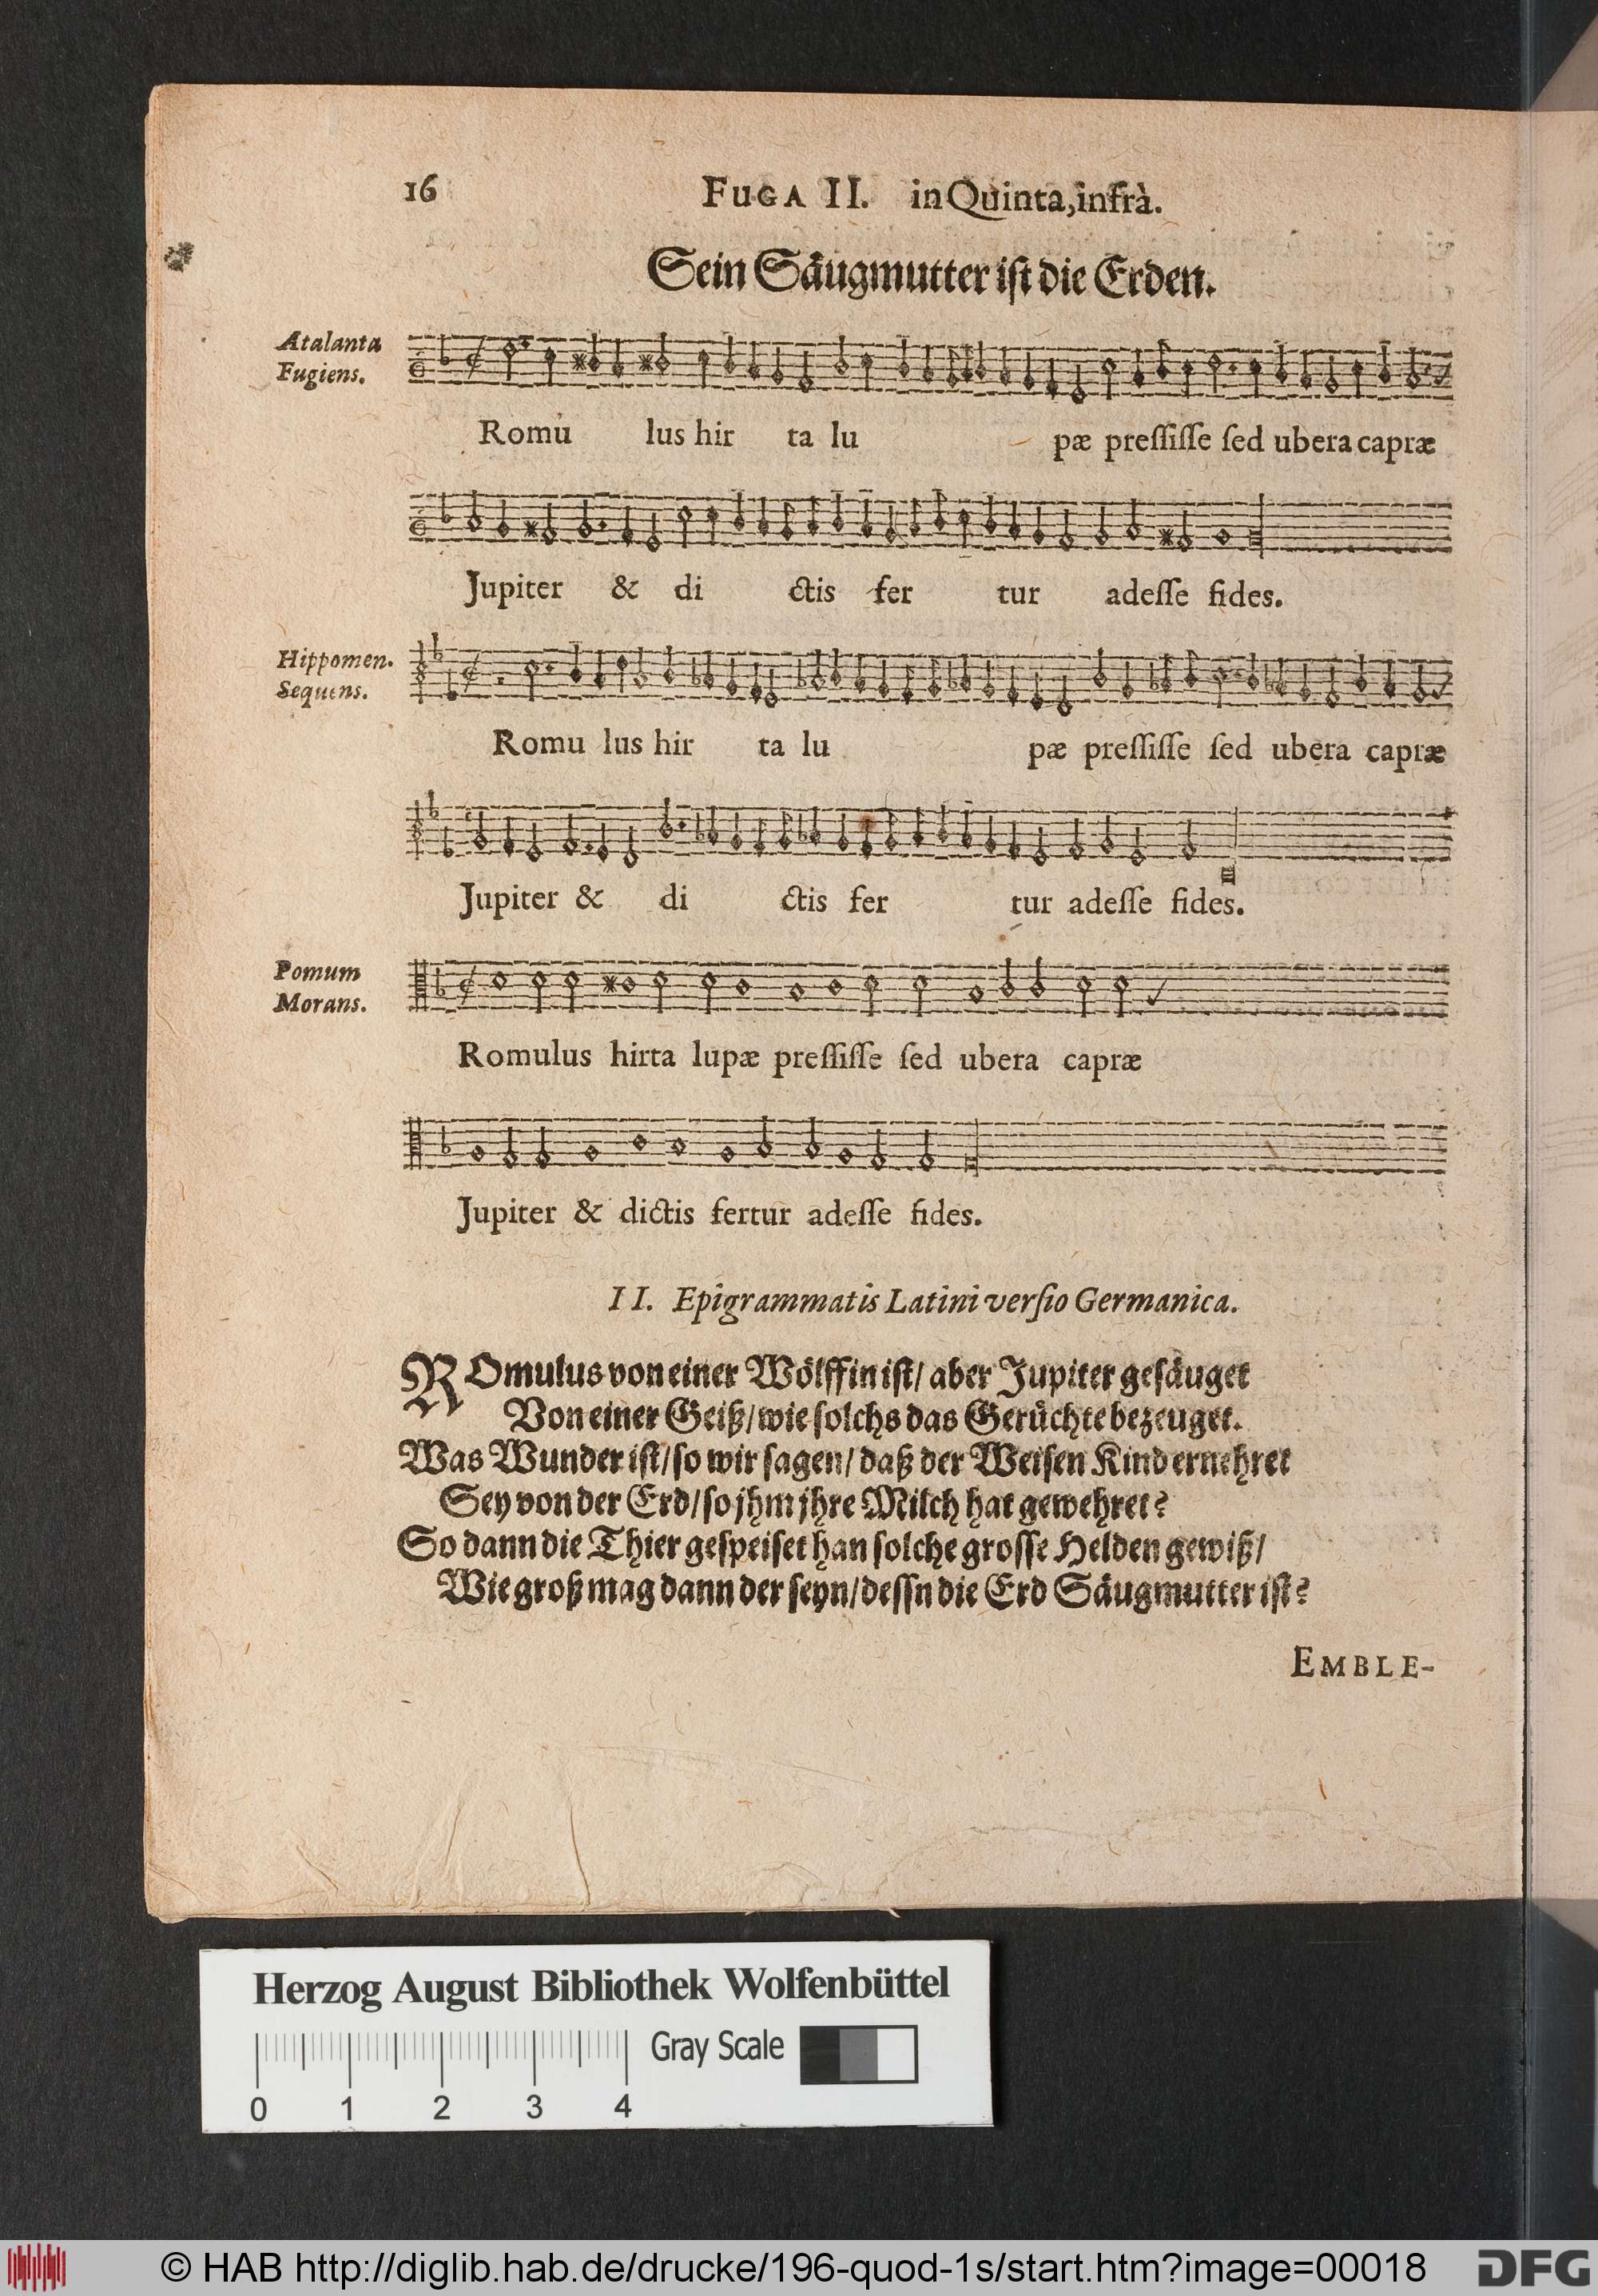 16 FUGA II. in Quinta, infrà.
Sein Säugmutter ist die Erden.
Atalanta
Fugiens.
Romu lus hir ta lu pæ pressisse sed ubera capræ
Jupiter & di ctis fer tur adesse fides.
Hippomen.
Sequens.
Romu lus hir ta lu pæ pressisse sed ubera capræ
Jupiter & di ctis fer tur adesse fides.
Pomum
Morans.
Romulus hirta lupæ pressisse sed ubera capræ
Jupiter & dictis fertur adesse fides.
II. Epigrammatis Latini versio Germanica.
ROmulus von einer Wölffin ist/ aber Jupiter gesäuget
Von einer Geiß/ wie solchs das Gerüchte bezeuget.
Was Wunder ist/ so wir sagen/ daß der Weisen Kind ernehret
Sey von der Erd/ so jhm jhre Milch hat gewehret?
So dann die Thier gespeiset han solche grosse Helden gewiß/
Wie groß mag dann der seyn/ dessn die Erd Säugmutter ist?
EMBLE-
Herzog August Bibliothek Wolfenbüttel
Gray Scale
0 1 2 3 4
© HAB http://diglib.hab.de/drucke/196-quod-1s/start.htm?image=00018
DFG